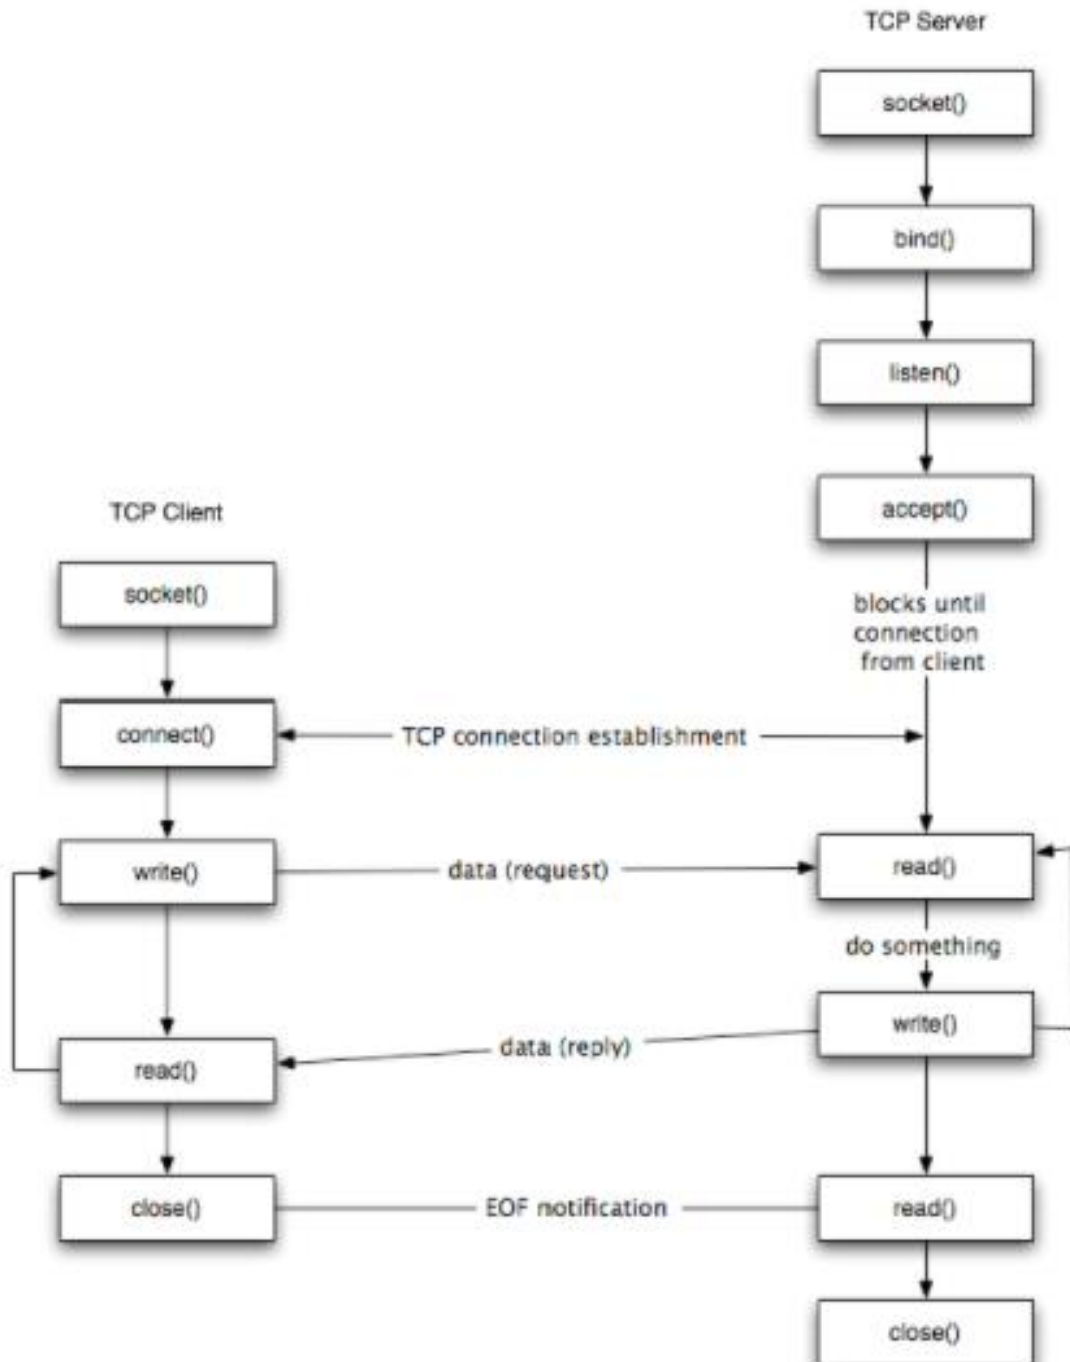 TCP Server
socket()
bind()
listen()
accept()
blocks until
connection
from client
TCP Client
socket()
connect()
TCP connection establishment
write()
data (request)
read()
do something
write()
data (reply)
read()
close()
EOF notification
read()
close()